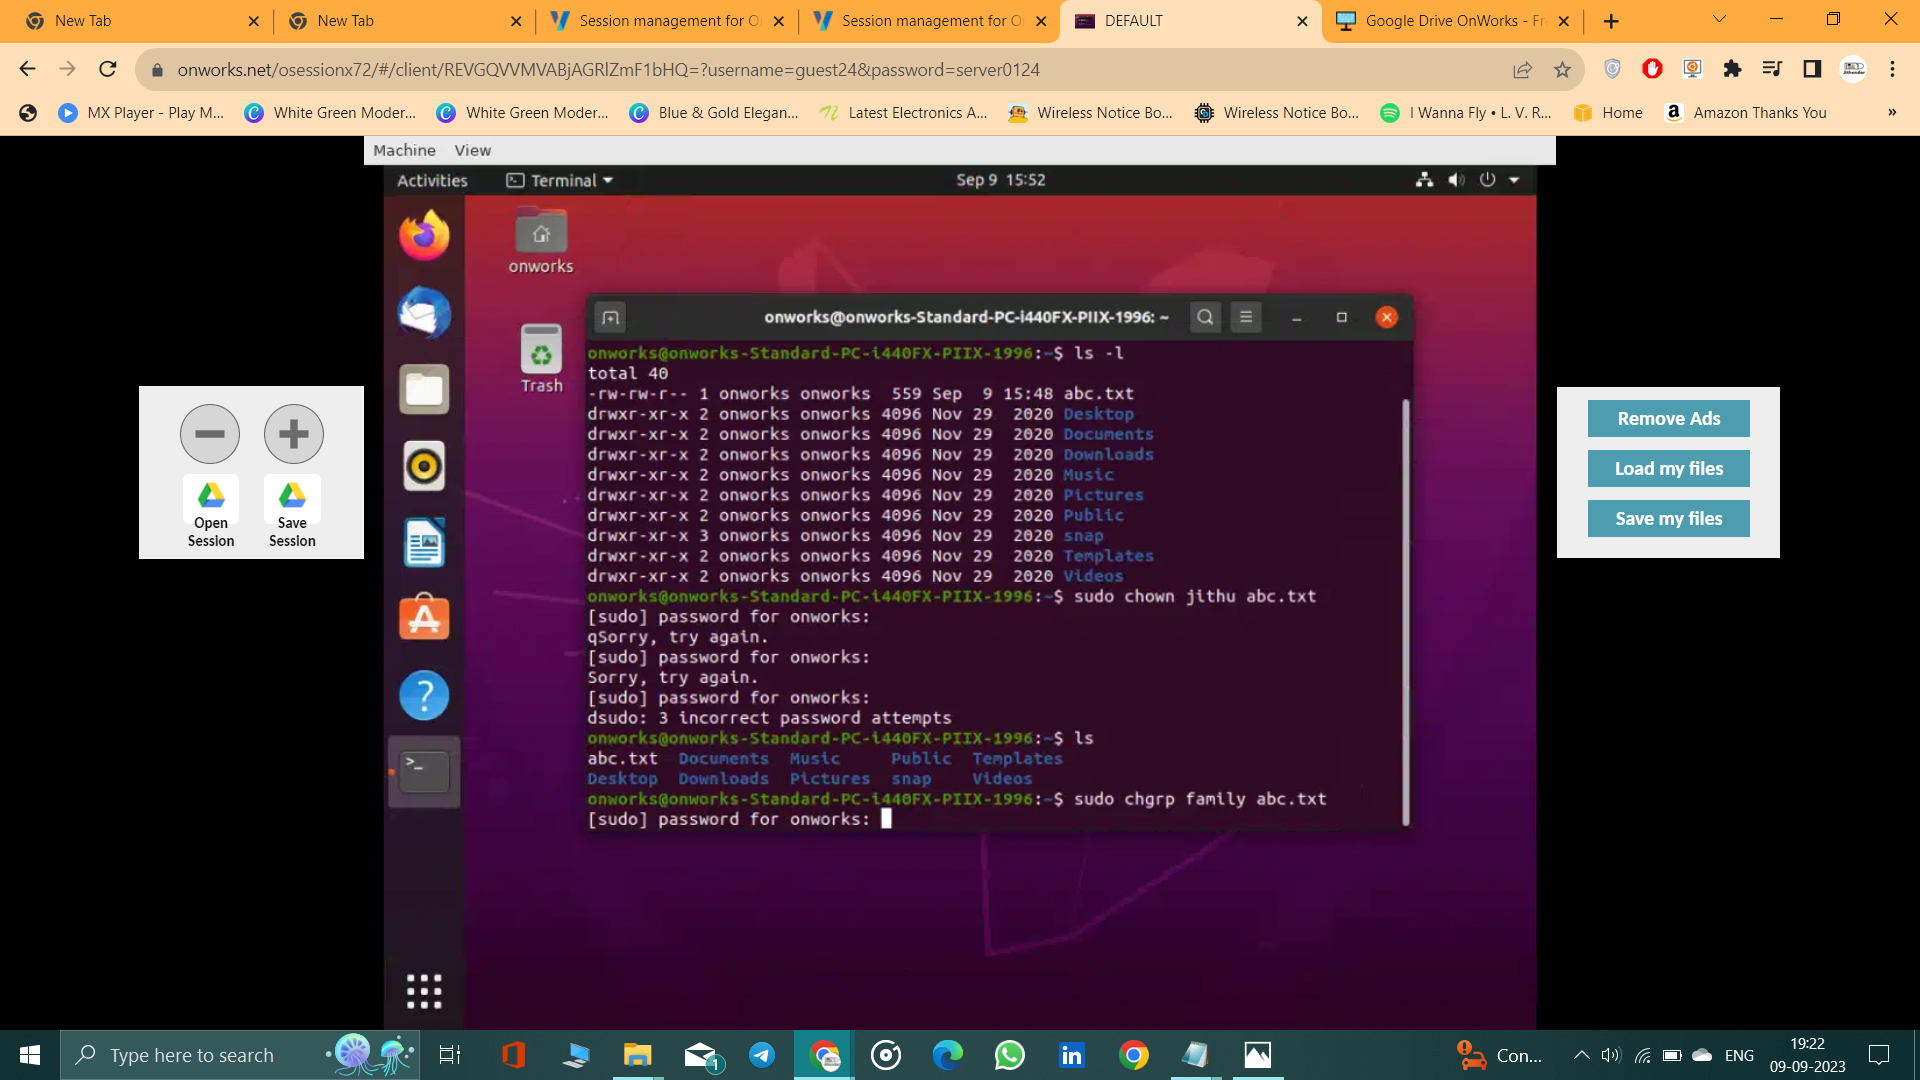 New Tab
New Tab
Session management for O
Session management for O
DEFAULT
Google Drive OnWorks - Fre
onworks.net/osessionx72/#/client/REVGQVVMVABjAGRlZmF1bHQ=?username=guest24&password=server0124
MX Player - Play M...
White Green Moder...
White Green Moder...
Blue & Gold Elegan...
Latest Electronics A...
Wireless Notice Bo...
Wireless Notice Bo...
I Wanna Fly • L. V. R...
Home
Amazon Thanks You
»
Machine View
Activities
Terminal
Sep 9 15:52
onworks
Trash
onworks@onworks-Standard-PC-i440FX-PIIX-1996: ~
onworks@onworks-Standard-PC-i440FX-PIIX-1996:~$ ls -l
total 40
-rw-rw-r-- 1 onworks onworks  559 Sep  9 15:48 abc.txt
drwxr-xr-x 2 onworks onworks 4096 Nov 29  2020 Desktop
drwxr-xr-x 2 onworks onworks 4096 Nov 29  2020 Documents
drwxr-xr-x 2 onworks onworks 4096 Nov 29  2020 Downloads
drwxr-xr-x 2 onworks onworks 4096 Nov 29  2020 Music
drwxr-xr-x 2 onworks onworks 4096 Nov 29  2020 Pictures
drwxr-xr-x 2 onworks onworks 4096 Nov 29  2020 Public
drwxr-xr-x 3 onworks onworks 4096 Nov 29  2020 snap
drwxr-xr-x 2 onworks onworks 4096 Nov 29  2020 Templates
drwxr-xr-x 2 onworks onworks 4096 Nov 29  2020 Videos
onworks@onworks-Standard-PC-i440FX-PIIX-1996:~$ sudo chown jithu abc.txt
[sudo] password for onworks:
qSorry, try again.
[sudo] password for onworks:
Sorry, try again.
[sudo] password for onworks:
dsudo: 3 incorrect password attempts
onworks@onworks-Standard-PC-i440FX-PIIX-1996:~$ ls
abc.txt  Documents  Music     Public  Templates
Desktop  Downloads  Pictures  snap    Videos
onworks@onworks-Standard-PC-i440FX-PIIX-1996:~$ sudo chgrp family abc.txt
[sudo] password for onworks:
Open Session
Save Session
Remove Ads
Load my files
Save my files
Type here to search
1
Con...
ENG
19:22
09-09-2023